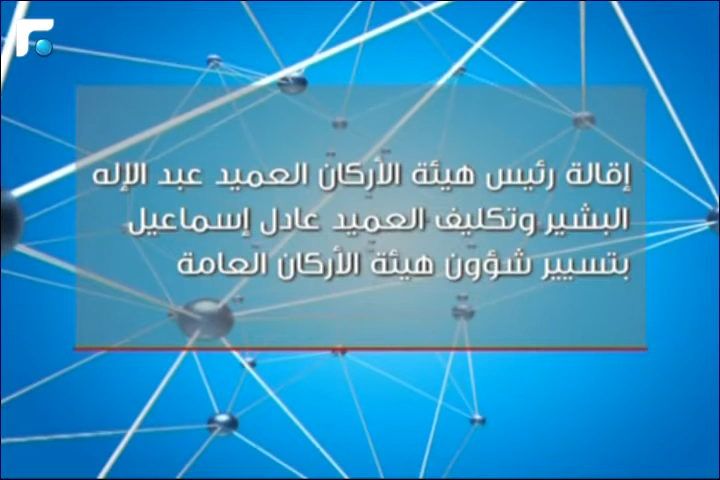 إقالة رئيس هيئة الأركان العميد عبد الإله
البشير وتكليف العميد عادل إسماعيل
بتسيير شؤون هيئة الأركان العامة